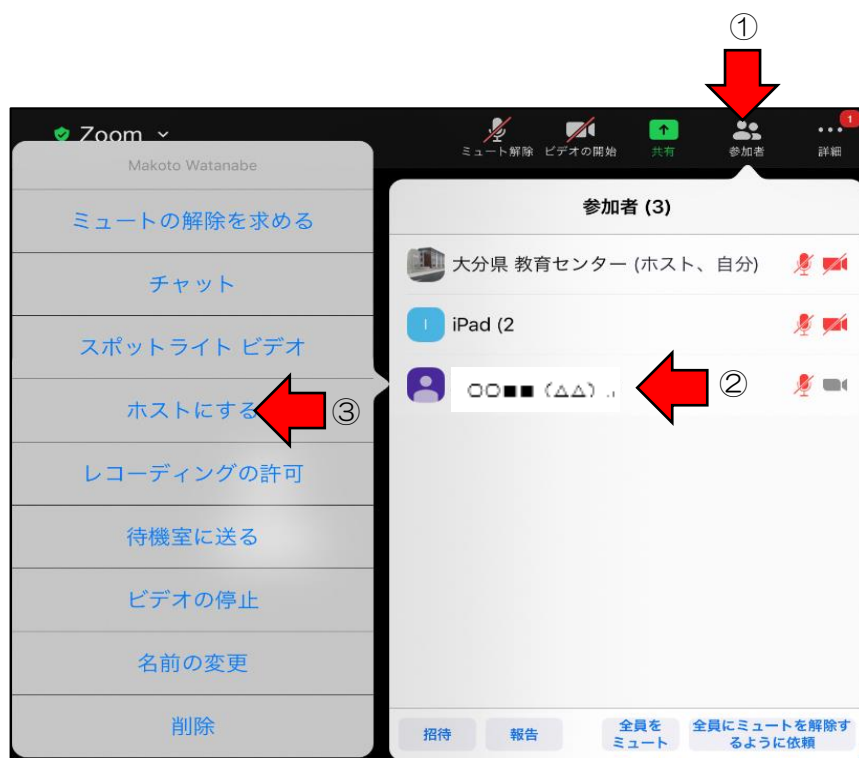 ①
Zoom
ミュート解除 ビデオの開始 共有 参加者 詳細
1
Makoto Watanabe
ミュートの解除を求める
チャット
スポットライト ビデオ
ホストにする
③
レコーディングの許可
待機室に送る
ビデオの停止
名前の変更
削除
参加者 (3)
大分県 教育センター (ホスト、自分)
I
iPad (2
○○■■（△△）
②
招待
報告
全員を
ミュート
全員にミュートを解除す
るように依頼